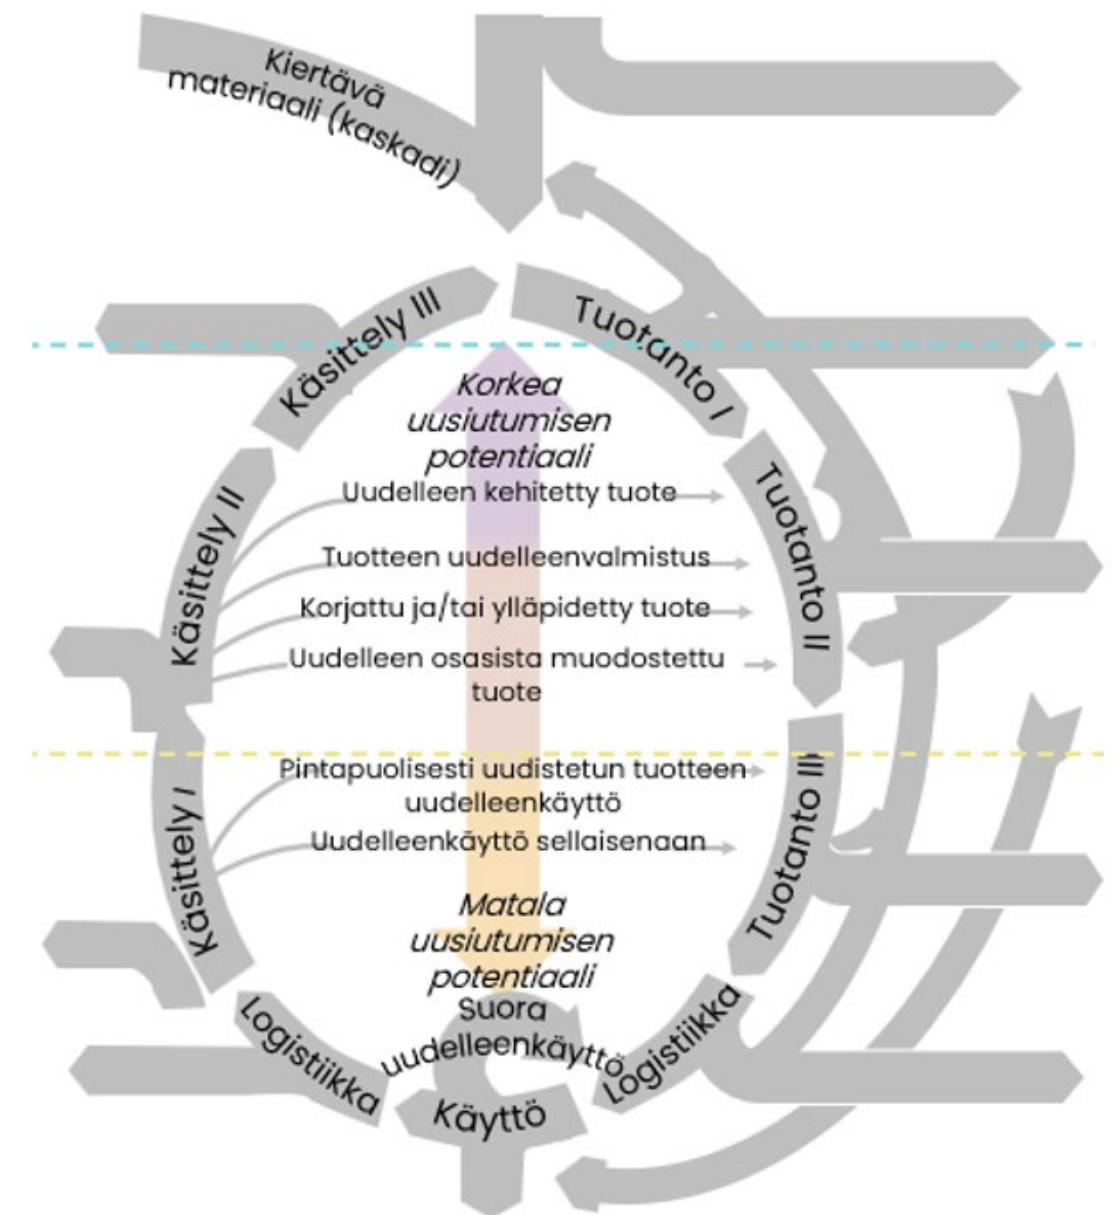 Kiertävä
materiaali (kaskadi)
Käsittely III
Tuotanto I
Korkea
uusiutumisen
potentiaali
Uudelleen kehitetty tuote
Käsittely II
Tuotanto II
Tuotteen uudelleenvalmistus
Korjattu ja/tai ylläpidetty tuote
Uudelleen osasista muodostettu
tuote
Pintapuolisesti uudistetun tuotteen
uudelleenkäyttö
Käsittely I
Tuotanto III
Uudelleenkäyttö sellaisenaan
Matala
uusiutumisen
potentiaali
Suora
uudelleenkäyttö
Logistiikka
Logistiikka
Käyttö